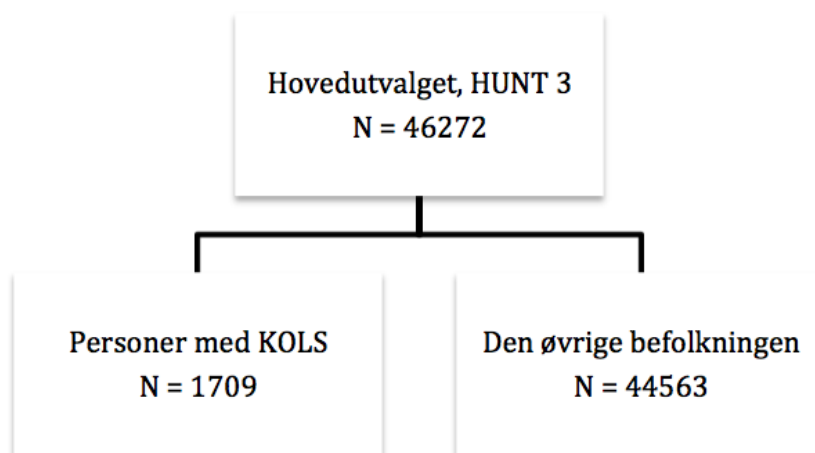 Hovedutvalget, HUNT 3
N = 46272
Personer med KOLS
N = 1709
Den øvrige befolkningen
N = 44563